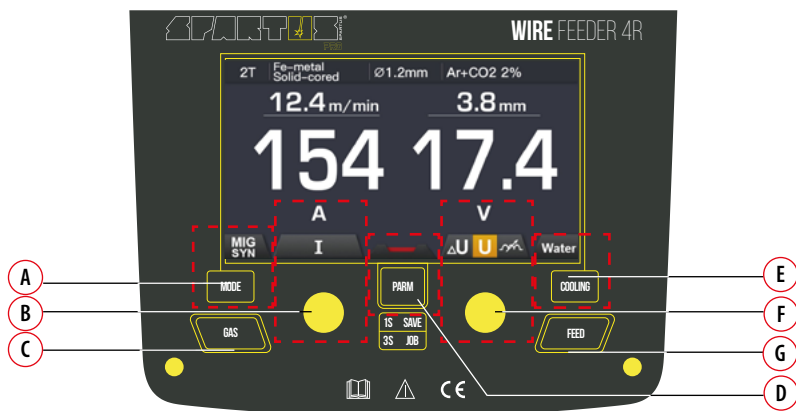 SPARTUS®
PRO
WIRE FEEDER 4R
2T Fe-metal Solid-cored Ø1.2mm Ar+CO2 2%
12.4 m/min 3.8 mm
154 17.4
A V
MIG SYN I ΔU U Water
MODE PARM COOLING
GAS 1S SAVE FEED
3S JOB
CE
A
B
C
E
F
G
D